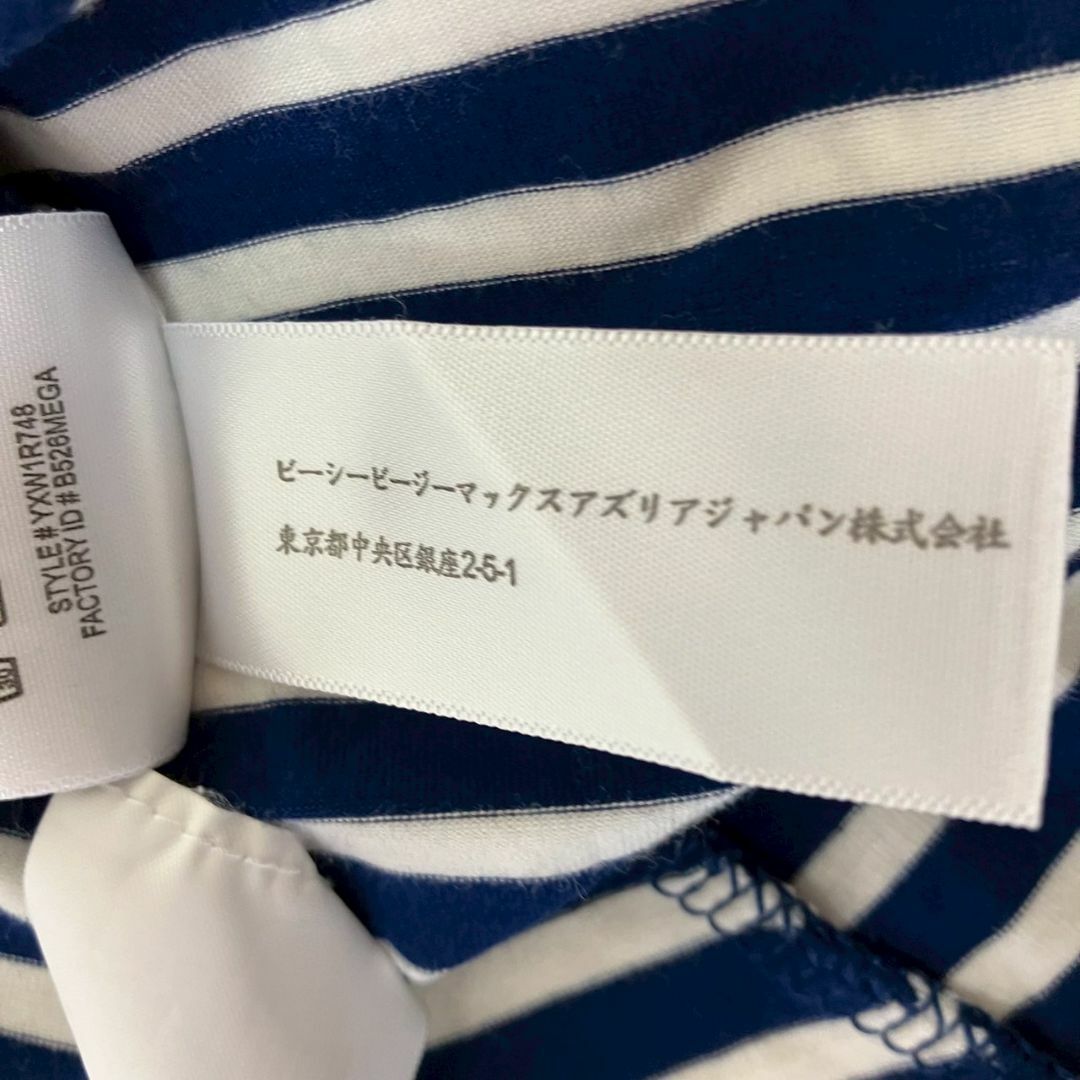 STYLE#YXW1R748
FACTORY ID#B526MEGA
30
ビーシービージーマックスアズリアジャパン株式会社
東京都中央区銀座2-5-1